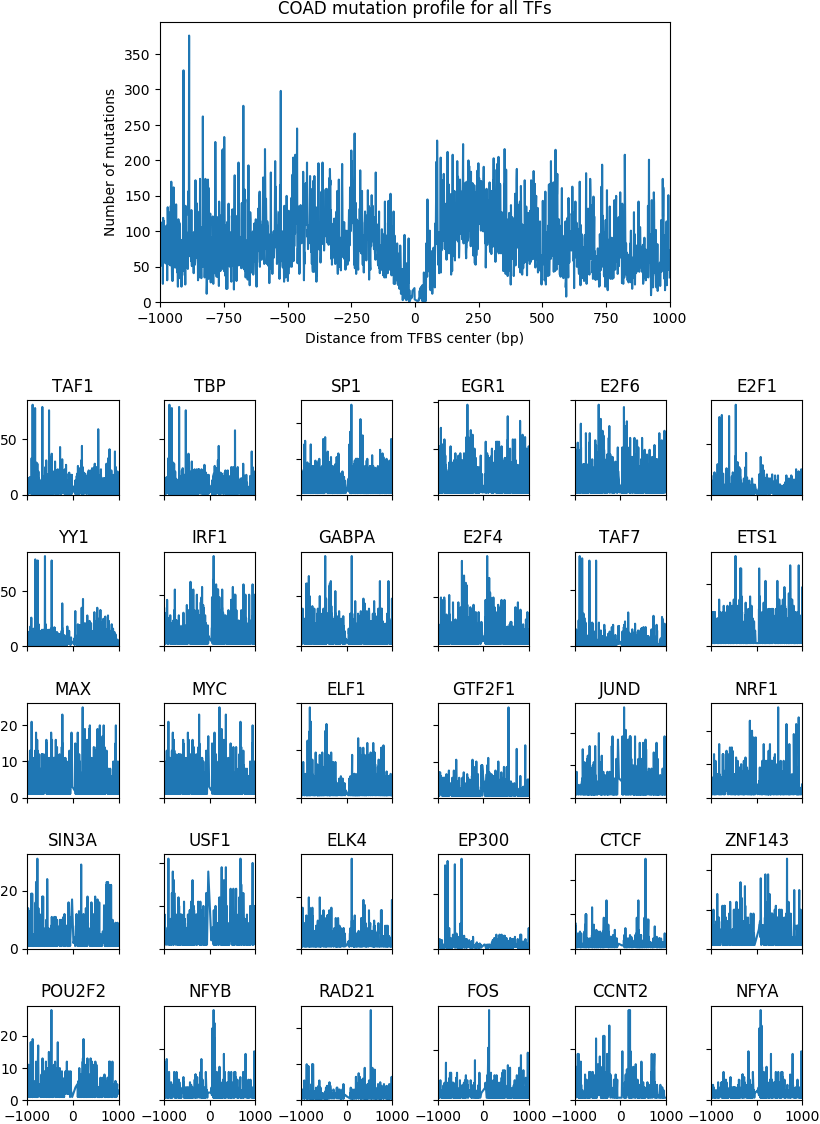 COAD mutation profile for all TFs
Number of mutations
350
300
250
200
150
100
50
0
−1000 −750 −500 −250 0 250 500 750 1000
Distance from TFBS center (bp)
TAF1 TBP SP1 EGR1 E2F6 E2F1
50
0
YY1 IRF1 GABPA E2F4 TAF7 ETS1
50
0
MAX MYC ELF1 GTF2F1 JUND NRF1
20
10
0
SIN3A USF1 ELK4 EP300 CTCF ZNF143
20
0
POU2F2 NFYB RAD21 FOS CCNT2 NFYA
20
10
0
−1000 0 1000 −1000 0 1000 −1000 0 1000 −1000 0 1000 −1000 0 1000 −1000 0 1000